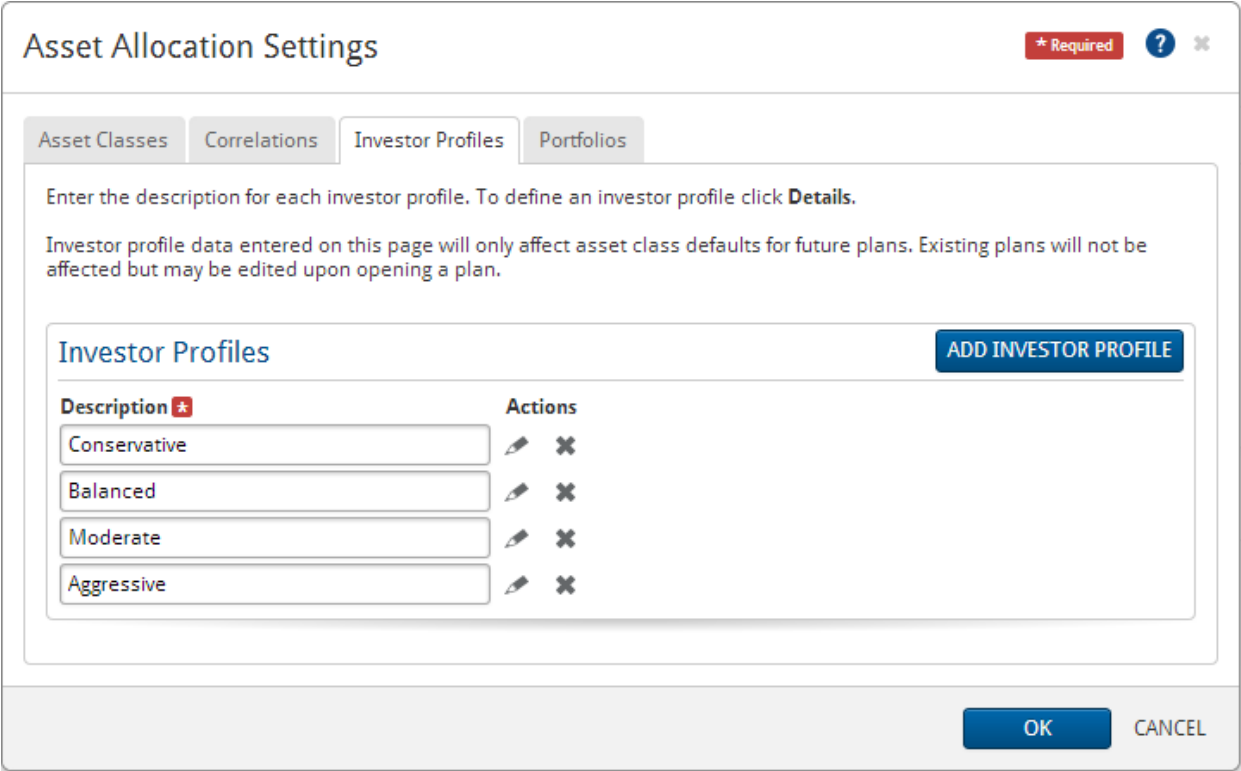 Asset Allocation Settings
* Required
?
Asset Classes
Correlations
Investor Profiles
Portfolios
Enter the description for each investor profile. To define an investor profile click Details.
Investor profile data entered on this page will only affect asset class defaults for future plans. Existing plans will not be
affected but may be edited upon opening a plan.
Investor Profiles
ADD INVESTOR PROFILE
Description *
Actions
Conservative
Balanced
Moderate
Aggressive
OK
CANCEL